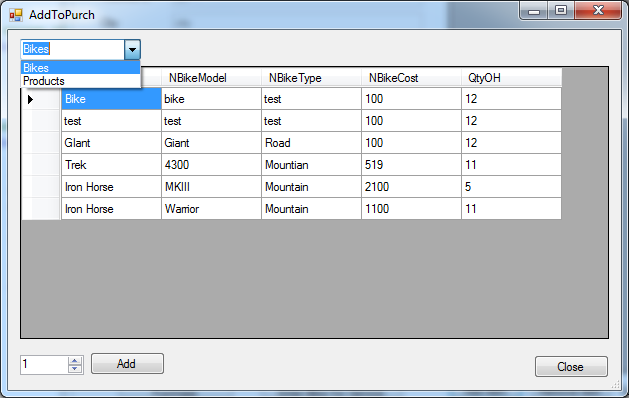 AddToPurch
Bikes
Bikes
Products
NBikeModel NBikeType NBikeCost QtyOH
Bike bike test 100 12
test test test 100 12
GIant Giant Road 100 12
Trek 4300 Mountian 519 11
Iron Horse MKIII Mountain 2100 5
Iron Horse Warrior Mountain 1100 11
1 Add Close